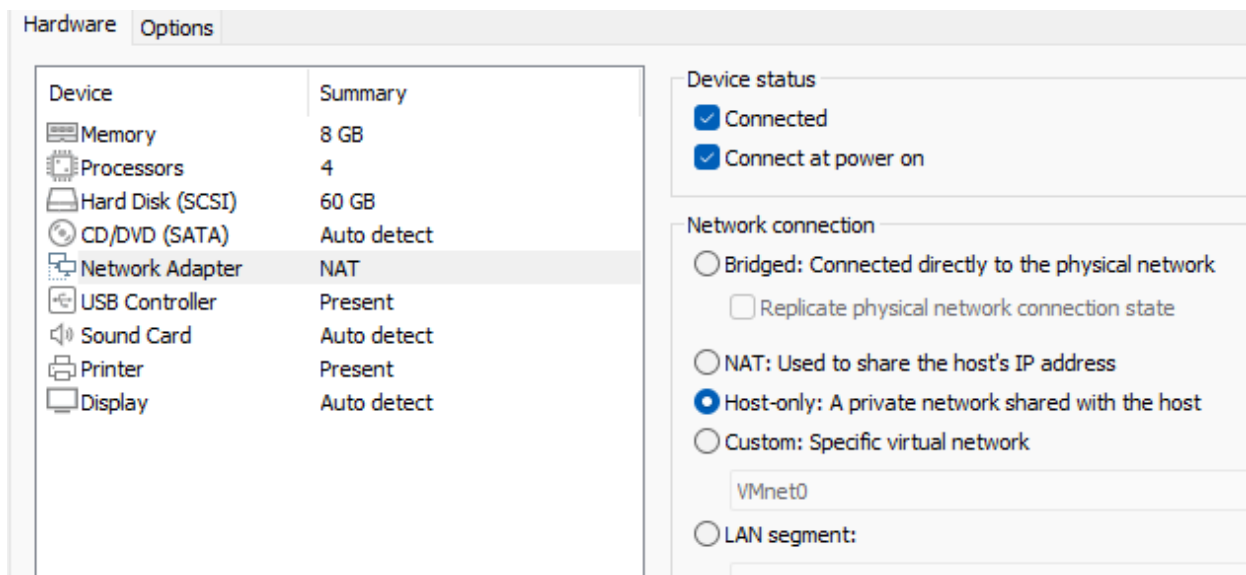 Hardware Options
Device Summary
Memory 8 GB
Processors 4
Hard Disk (SCSI) 60 GB
CD/DVD (SATA) Auto detect
Network Adapter NAT
USB Controller Present
Sound Card Auto detect
Printer Present
Display Auto detect
Device status
Connected
Connect at power on
Network connection
Bridged: Connected directly to the physical network
Replicate physical network connection state
NAT: Used to share the host's IP address
Host-only: A private network shared with the host
Custom: Specific virtual network
VMnet0
LAN segment: